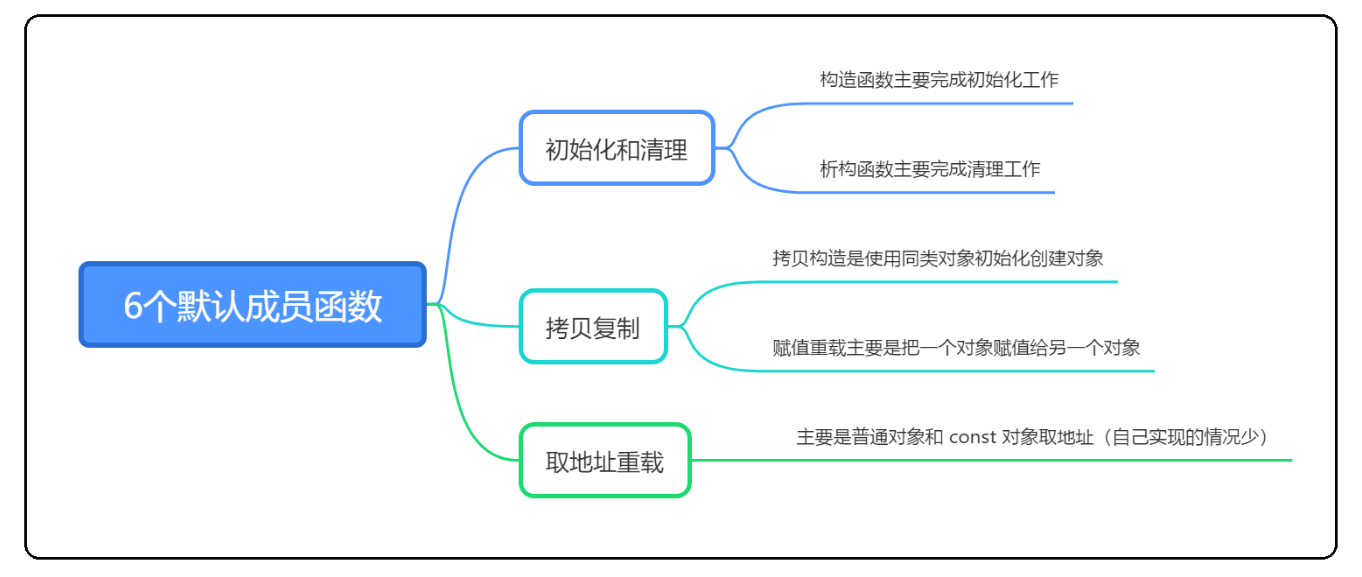 6个默认成员函数
初始化和清理
构造函数主要完成初始化工作
析构函数主要完成清理工作
拷贝复制
拷贝构造是使用同类对象初始化创建对象
赋值重载主要是把一个对象赋值给另一个对象
取地址重载
主要是普通对象和 const 对象取地址（自己实现的情况少）